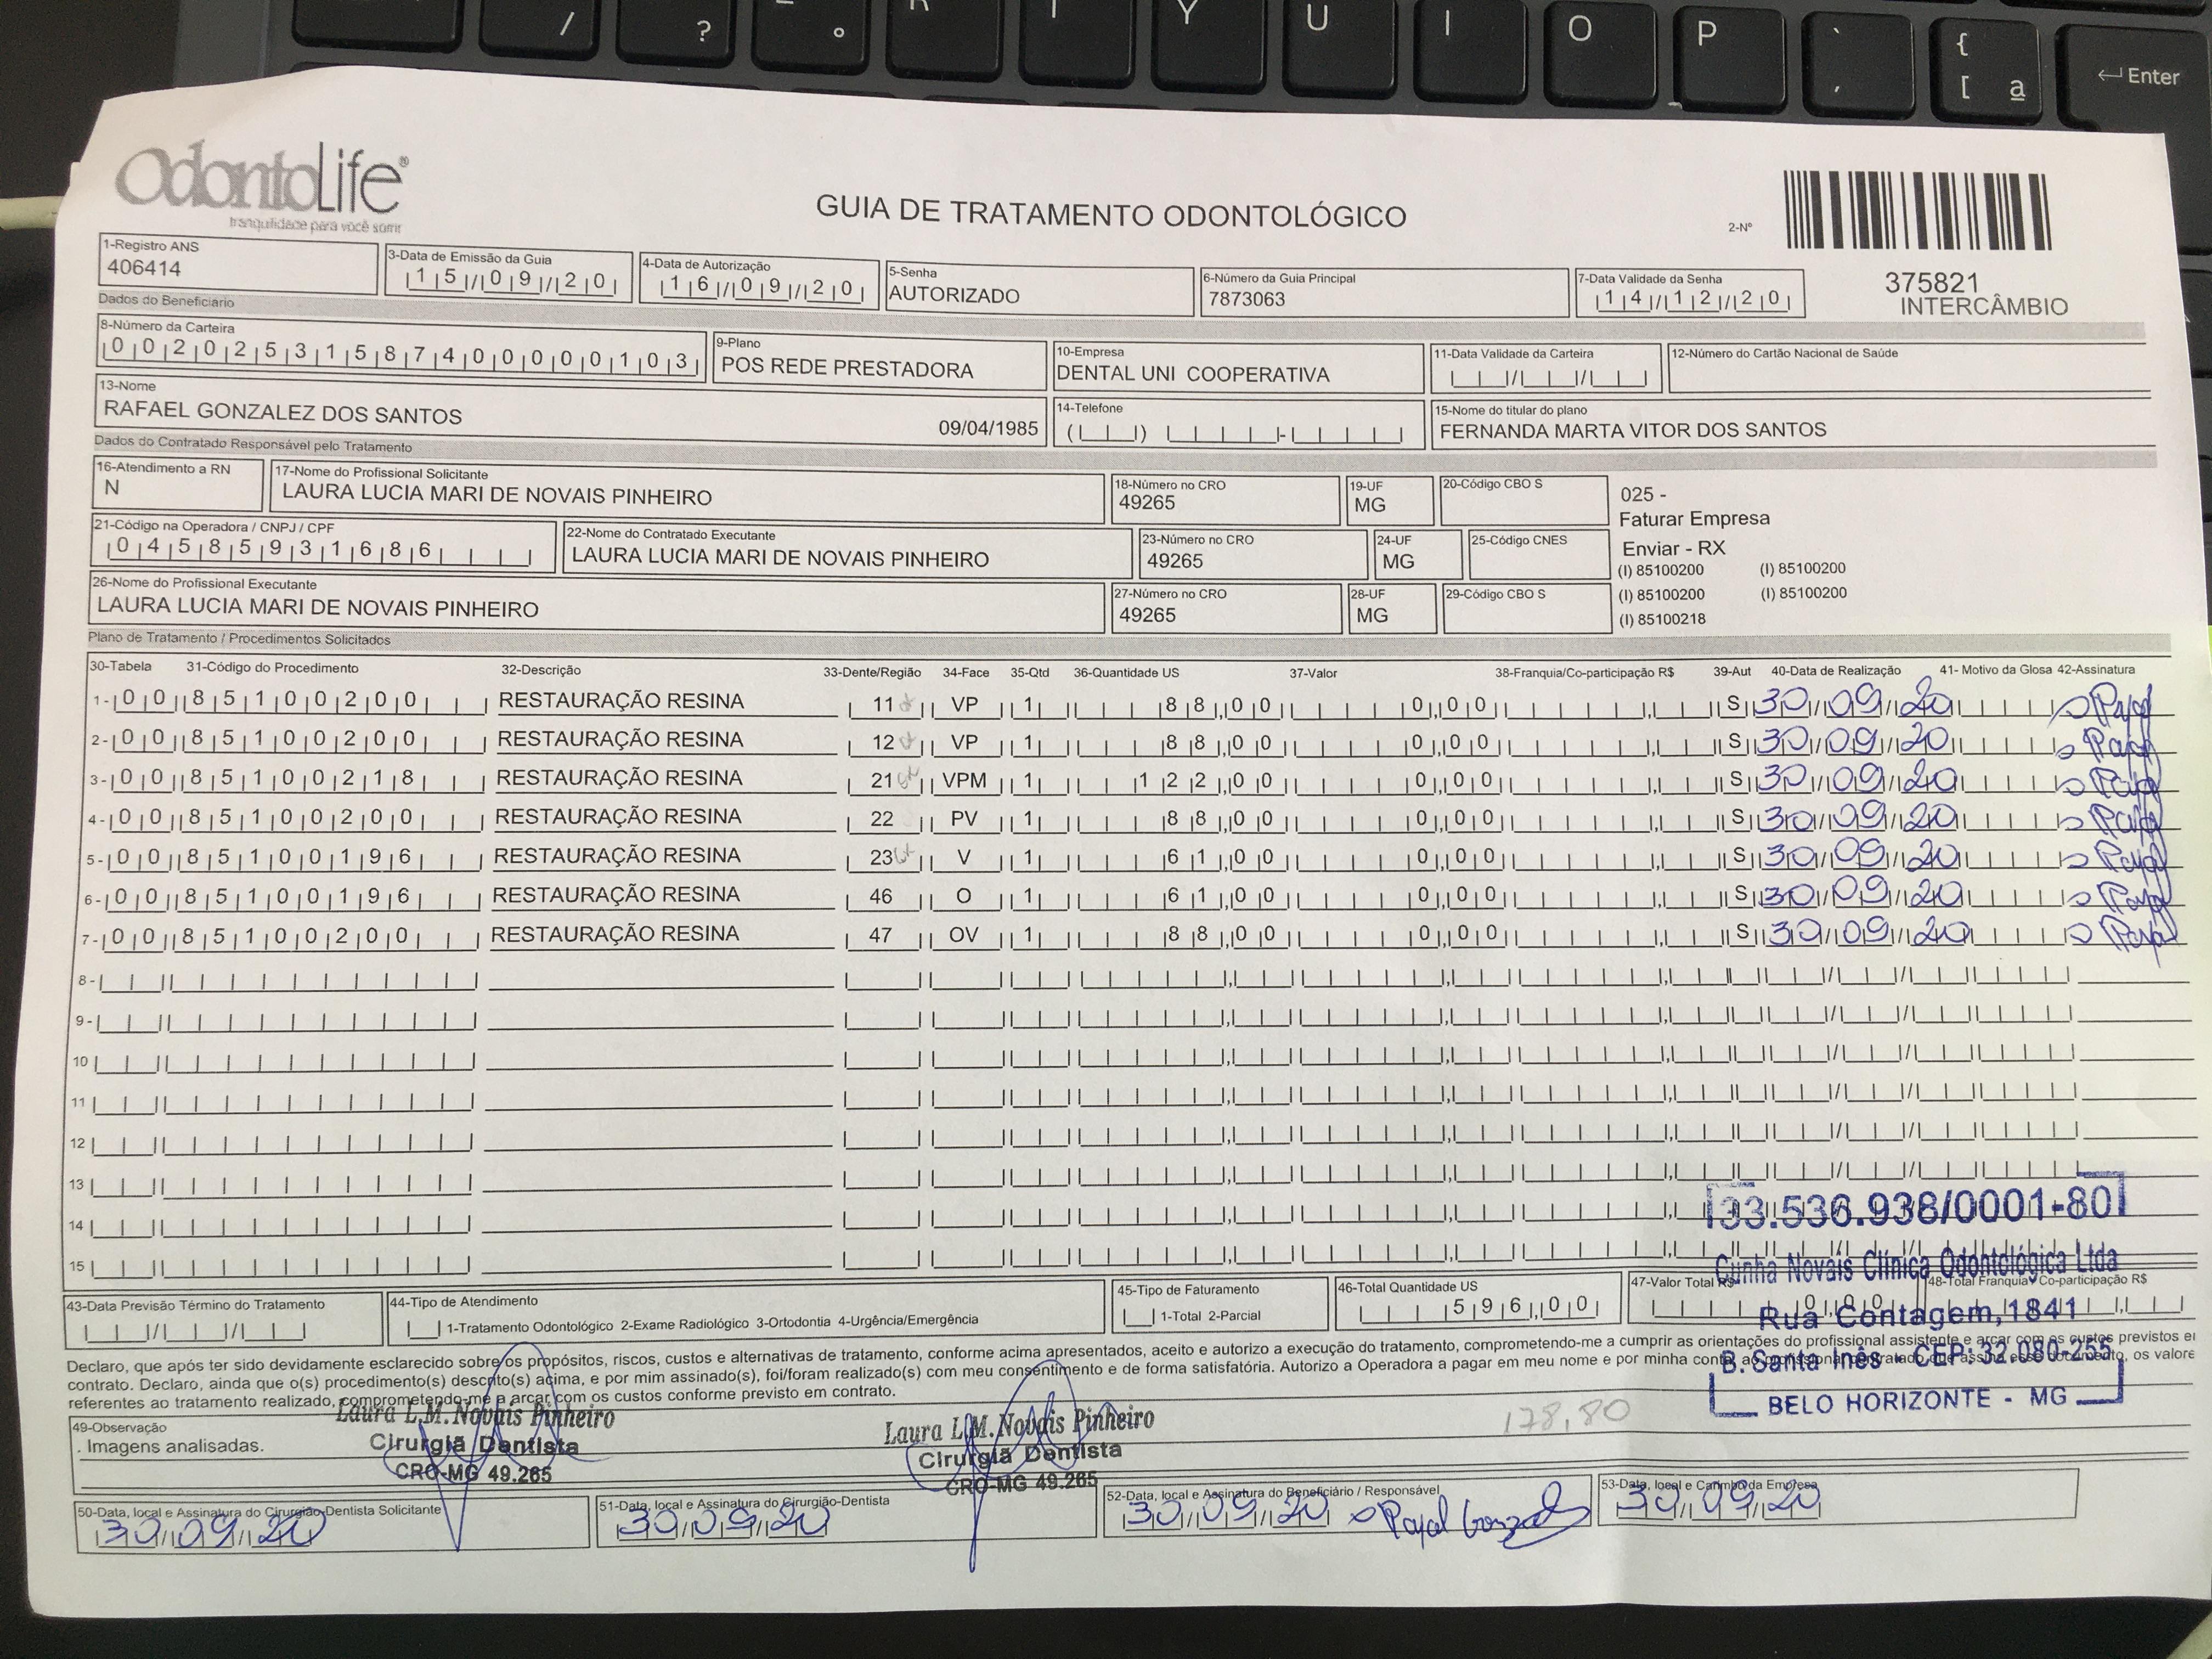 / ? ° R T Y U I O P ` { [ ª ← Enter
OdontoLife®
tranquilidade para você sorrir
GUIA DE TRATAMENTO ODONTOLÓGICO
2-Nº
375821
INTERCÂMBIO
1-Registro ANS
406414
3-Data de Emissão da Guia
15/09/20
4-Data de Autorização
16/09/20
5-Senha
AUTORIZADO
6-Número da Guia Principal
7873063
7-Data Validade da Senha
14/12/20
Dados do Beneficiário
8-Número da Carteira
00202531587400000103
9-Plano
POS REDE PRESTADORA
10-Empresa
DENTAL UNI COOPERATIVA
11-Data Validade da Carteira
12-Número do Cartão Nacional de Saúde
13-Nome
RAFAEL GONZALEZ DOS SANTOS 09/04/1985
14-Telefone
15-Nome do titular do plano
FERNANDA MARTA VITOR DOS SANTOS
Dados do Contratado Responsável pelo Tratamento
16-Atendimento a RN
N
17-Nome do Profissional Solicitante
LAURA LUCIA MARI DE NOVAIS PINHEIRO
18-Número no CRO
49265
19-UF
MG
20-Código CBO S
21-Código na Operadora / CNPJ / CPF
04585931686
22-Nome do Contratado Executante
LAURA LUCIA MARI DE NOVAIS PINHEIRO
23-Número no CRO
49265
24-UF
MG
25-Código CNES
26-Nome do Profissional Executante
LAURA LUCIA MARI DE NOVAIS PINHEIRO
27-Número no CRO
49265
28-UF
MG
29-Código CBO S
025 -
Faturar Empresa
Enviar - RX
(I) 85100200 (I) 85100200
(I) 85100200 (I) 85100200
(I) 85100218
Plano de Tratamento / Procedimentos Solicitados
30-Tabela 31-Código do Procedimento 32-Descrição 33-Dente/Região 34-Face 35-Qtd 36-Quantidade US 37-Valor 38-Franquia/Co-participação R$ 39-Aut 40-Data de Realização 41- Motivo da Glosa 42-Assinatura
1- 00 85100200 RESTAURAÇÃO RESINA 11 VP 1 88,00 0,00 S 30/09/20
2- 00 85100200 RESTAURAÇÃO RESINA 12 VP 1 88,00 0,00 S 30/09/20
3- 00 85100218 RESTAURAÇÃO RESINA 21 VPM 1 122,00 0,00 S 30/09/20
4- 00 85100200 RESTAURAÇÃO RESINA 22 PV 1 88,00 0,00 S 30/09/20
5- 00 85100196 RESTAURAÇÃO RESINA 23 V 1 61,00 0,00 S 30/09/20
6- 00 85100196 RESTAURAÇÃO RESINA 46 O 1 61,00 0,00 S 30/09/20
7- 00 85100200 RESTAURAÇÃO RESINA 47 OV 1 88,00 0,00 S 30/09/20
8-
9-
10
11
12
13
14
15
33.536.938/0001-80
Cunha Novais Clínica Odontológica Ltda
Rua Contagem, 1841
B. Santa Inês CEP: 32.080-255
BELO HORIZONTE - MG
43-Data Previsão Término do Tratamento
44-Tipo de Atendimento
1-Tratamento Odontológico 2-Exame Radiológico 3-Ortodontia 4-Urgência/Emergência
45-Tipo de Faturamento
1-Total 2-Parcial
46-Total Quantidade US
596,00
47-Valor Total R$
0,00
48-Total Franquia/Co-participação R$
Declaro, que após ter sido devidamente esclarecido sobre os propósitos, riscos, custos e alternativas de tratamento, conforme acima apresentados, aceito e autorizo a execução do tratamento, comprometendo-me a cumprir as orientações do profissional assistente e arcar com os custos previstos em
contrato. Declaro, ainda que o(s) procedimento(s) descrito(s) acima, e por mim assinado(s), foi/foram realizado(s) com meu consentimento e de forma satisfatória. Autorizo a Operadora a pagar em meu nome e por minha conta, ao profissional contratado que assina esse documento, os valore
referentes ao tratamento realizado, comprometendo-me a arcar com os custos conforme previsto em contrato.
49-Observação
. Imagens analisadas.
Laura L.M. Novais Pinheiro
Cirurgiã Dentista
CRO-MG 49.265
Laura L.M. Novais Pinheiro
Cirurgiã Dentista
CRO-MG 49.265
178,80
50-Data, local e Assinatura do Cirurgião-Dentista Solicitante
30/09/20
51-Data, local e Assinatura do Cirurgião-Dentista
30/09/20
52-Data, local e Assinatura do Beneficiário / Responsável
30/09/20
53-Data, local e Carimbo da Empresa
30/09/20